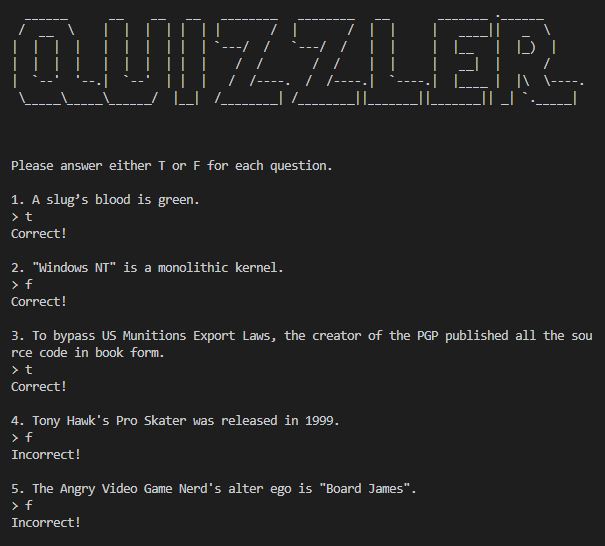 QUIZZLER
Please answer either T or F for each question.
1. A slug’s blood is green.
> t
Correct!
2. "Windows NT" is a monolithic kernel.
> f
Correct!
3. To bypass US Munitions Export Laws, the creator of the PGP published all the sou
rce code in book form.
> t
Correct!
4. Tony Hawk's Pro Skater was released in 1999.
> f
Incorrect!
5. The Angry Video Game Nerd's alter ego is "Board James".
> f
Incorrect!